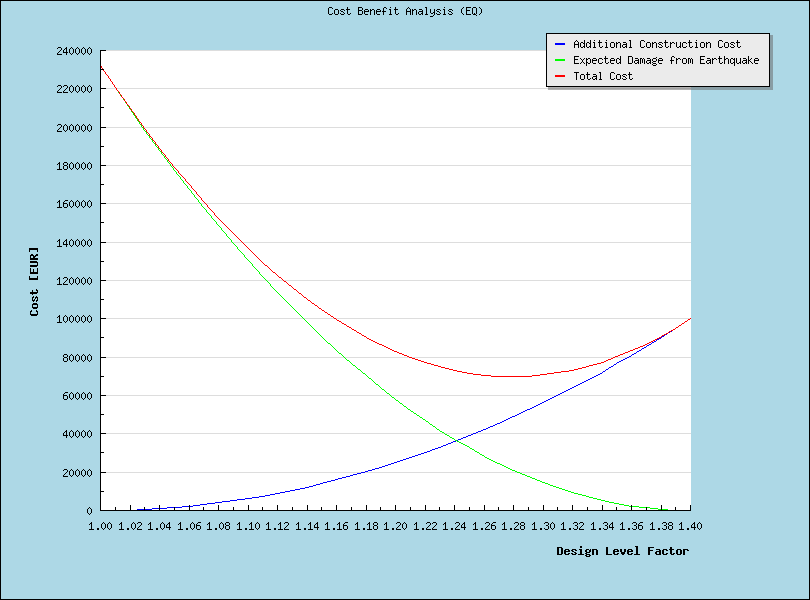 Cost Benefit Analysis (EQ)
Additional Construction Cost
Expected Damage from Earthquake
Total Cost
240000
220000
200000
180000
160000
140000
120000
100000
80000
60000
40000
20000
0
Cost [EUR]
1.00 1.02 1.04 1.06 1.08 1.10 1.12 1.14 1.16 1.18 1.20 1.22 1.24 1.26 1.28 1.30 1.32 1.34 1.36 1.38 1.40
Design Level Factor